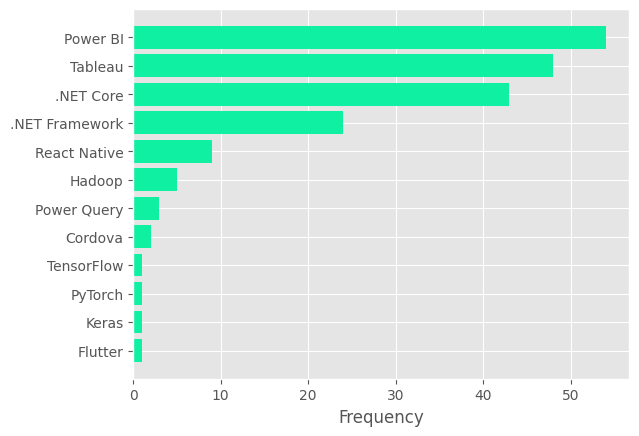 Power BI
Tableau
.NET Core
.NET Framework
React Native
Hadoop
Power Query
Cordova
TensorFlow
PyTorch
Keras
Flutter
0 10 20 30 40 50
Frequency